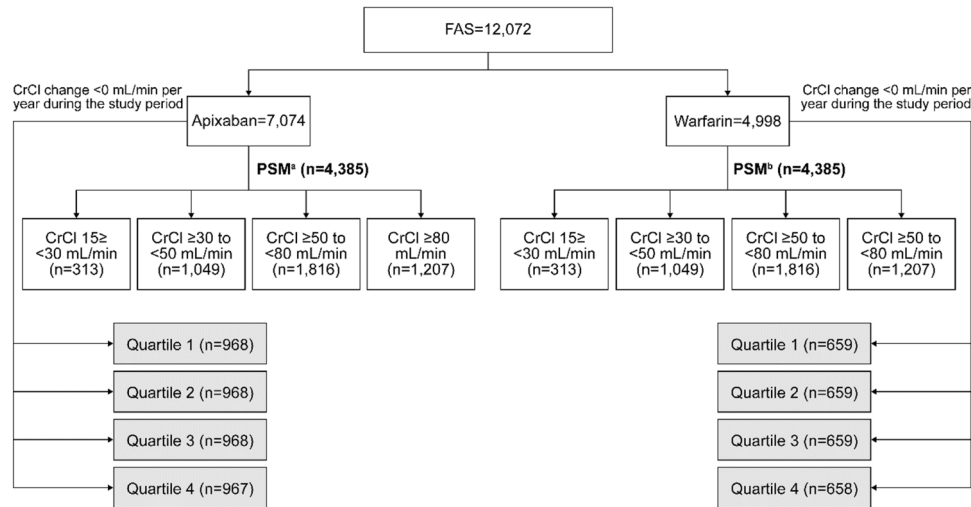 FAS=12,072
CrCl change <0 mL/min per
year during the study period
CrCl change <0 mL/min per
year during the study period
Apixaban=7,074
Warfarin=4,998
PSMᵃ (n=4,385)
PSMᵇ (n=4,385)
CrCl 15≥
<30 mL/min
(n=313)
CrCl ≥30 to
<50 mL/min
(n=1,049)
CrCl ≥50 to
<80 mL/min
(n=1,816)
CrCl ≥80
mL/min
(n=1,207)
CrCl 15≥
<30 mL/min
(n=313)
CrCl ≥30 to
<50 mL/min
(n=1,049)
CrCl ≥50 to
<80 mL/min
(n=1,816)
CrCl ≥50 to
<80 mL/min
(n=1,207)
Quartile 1 (n=968)
Quartile 2 (n=968)
Quartile 3 (n=968)
Quartile 4 (n=967)
Quartile 1 (n=659)
Quartile 2 (n=659)
Quartile 3 (n=659)
Quartile 4 (n=658)